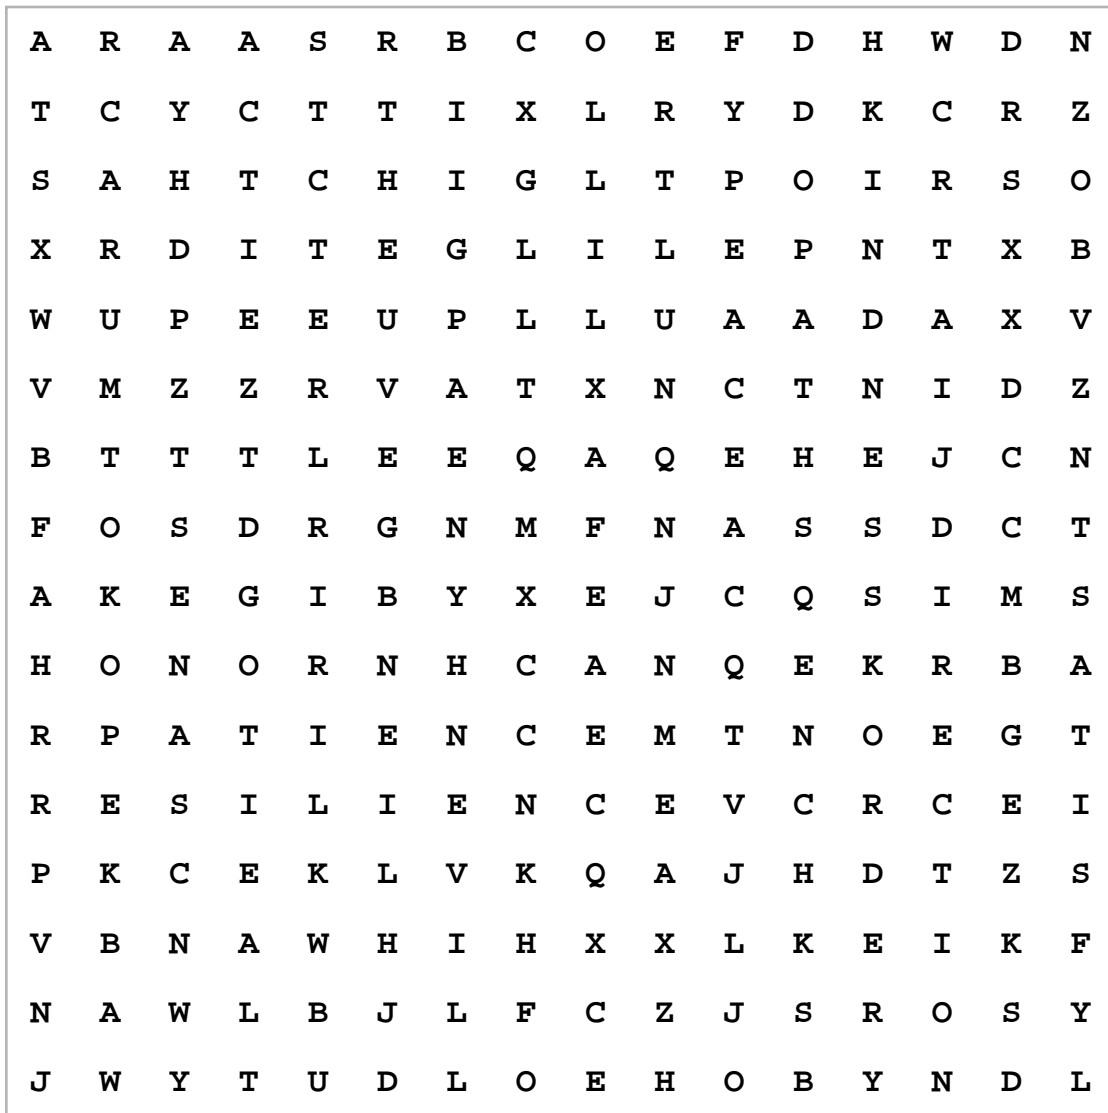 A R A A S R B C O E F D H W D N
T C Y C T T I X L R Y D K C R Z
S A H T C H I G L T P O I R S O
X R D I T E G L I L E P N T X B
W U P E E U P L L U A A D A X V
V M Z Z R V A T X N C T N I D Z
B T T T L E E Q A Q E H E J C N
F O S D R G N M F N A S S D C T
A K E G I B Y X E J C Q S I M S
H O N O R N H C A N Q E K R B A
R P A T I E N C E M T N O E G T
R E S I L I E N C E V C R C E I
P K C E K L V K Q A J H D T Z S
V B N A W H I H X X L K E I K F
N A W L B J L F C Z J S R O S Y
J W Y T U D L O E H O B Y N D L